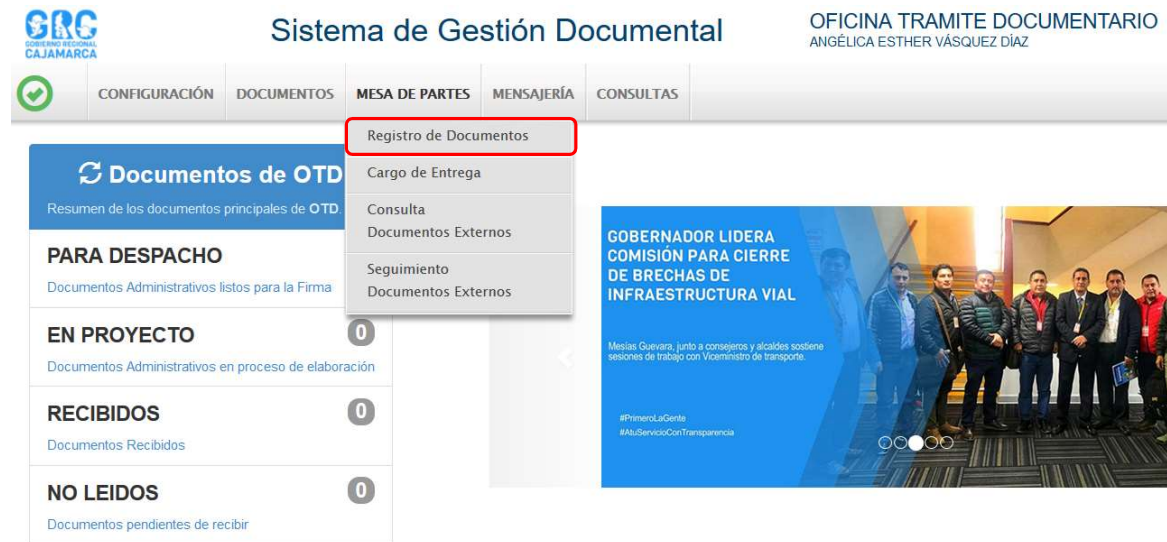 GRC
GOBIERNO REGIONAL
CAJAMARCA
Sistema de Gestión Documental
OFICINA TRAMITE DOCUMENTARIO
ANGÉLICA ESTHER VÁSQUEZ DÍAZ
CONFIGURACIÓN DOCUMENTOS MESA DE PARTES MENSAJERÍA CONSULTAS
Registro de Documentos
Cargo de Entrega
Consulta
Documentos Externos
Seguimiento
Documentos Externos
Documentos de OTD
Resumen de los documentos principales de OTD.
PARA DESPACHO
Documentos Administrativos listos para la Firma
EN PROYECTO 0
Documentos Administrativos en proceso de elaboración
RECIBIDOS 0
Documentos Recibidos
NO LEIDOS 0
Documentos pendientes de recibir
GOBERNADOR LIDERA
COMISIÓN PARA CIERRE
DE BRECHAS DE
INFRAESTRUCTURA VIAL
Mesías Guevara, junto a consejeros y alcaldes sostiene
sesiones de trabajo con Viceministro de transporte.
#PrimeroLaGente
#AtuServicioConTransparencia